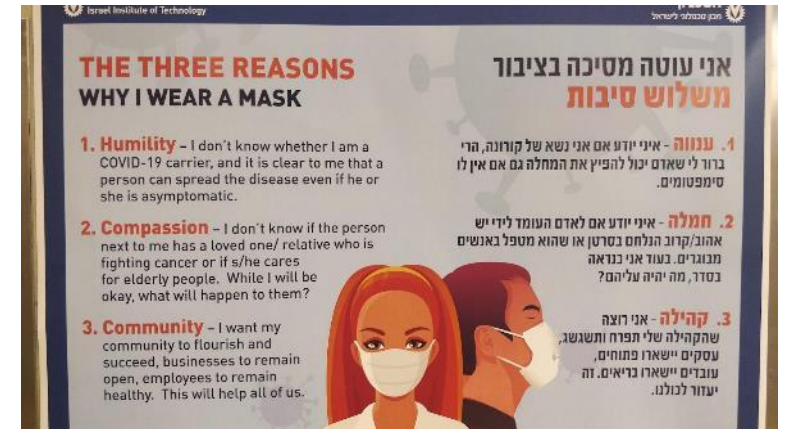 Israel Institute of Technology
מכון טכנולוגי לישראל
THE THREE REASONS
WHY I WEAR A MASK
1. Humility – I don't know whether I am a
COVID-19 carrier, and it is clear to me that a
person can spread the disease even if he or
she is asymptomatic.
2. Compassion – I don't know if the person
next to me has a loved one/ relative who is
fighting cancer or if s/he cares
for elderly people. While I will be
okay, what will happen to them?
3. Community – I want my
community to flourish and
succeed, businesses to remain
open, employees to remain
healthy. This will help all of us.
אני עוטה מסיכה בציבור
משלוש סיבות
1. ענווה - איני יודע אם אני נשא של קורונה, הרי
ברור לי שאדם יכול להפיץ את המחלה גם אם אין לו
סימפטומים.
2. חמלה - איני יודע אם לאדם העומד לידי יש
אהוב/קרוב הנלחם בסרטן או שהוא מטפל באנשים
מבוגרים. בעוד אני כנראה
בסדר, מה יהיה עליהם?
3. קהילה - אני רוצה
שהקהילה שלי תפרח ותשגשג,
עסקים יישארו פתוחים,
עובדים יישארו בריאים. זה
יעזור לכולנו.